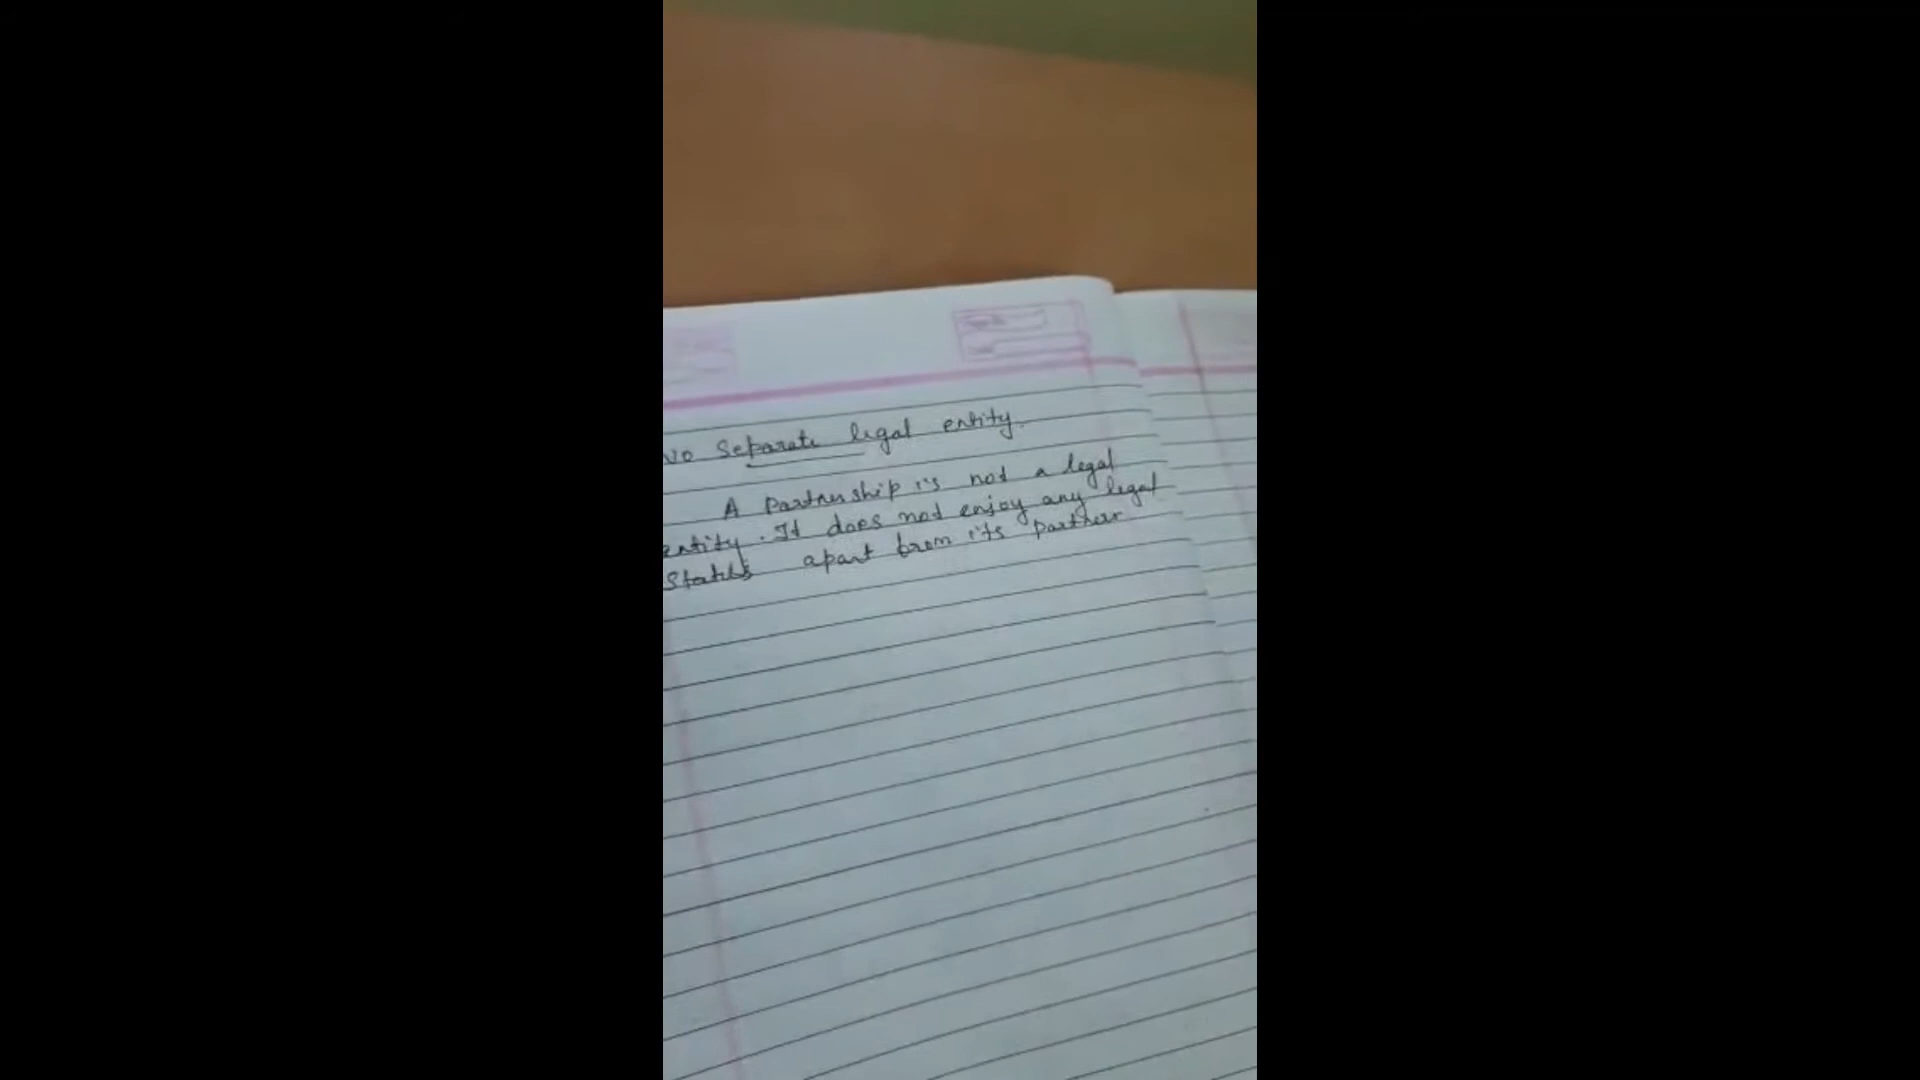 No Separate legal entity.
A Partnership is not a legal
entity. It does not enjoy any legal
Status apart from its partner